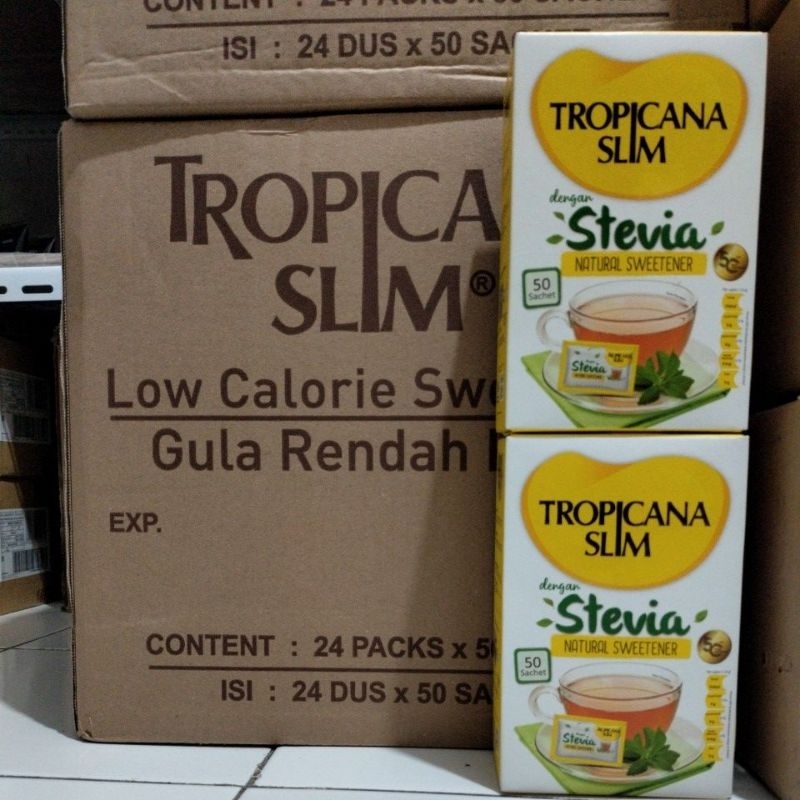 CONTENT : 24 PACKS x 50 SACHET
ISI : 24 DUS x 50 SA
TROPICA
SLIM®
Low Calorie Swe
Gula Rendah
EXP.
CONTENT : 24 PACKS x 5
ISI : 24 DUS x 50 SA
TROPICANA
SLIM
dengan
Stevia
NATURAL SWEETENER
50
Sachet
Stevia
TROPICANA
SLIM
dengan
Stevia
NATURAL SWEETENER
50
Sachet
Stevia